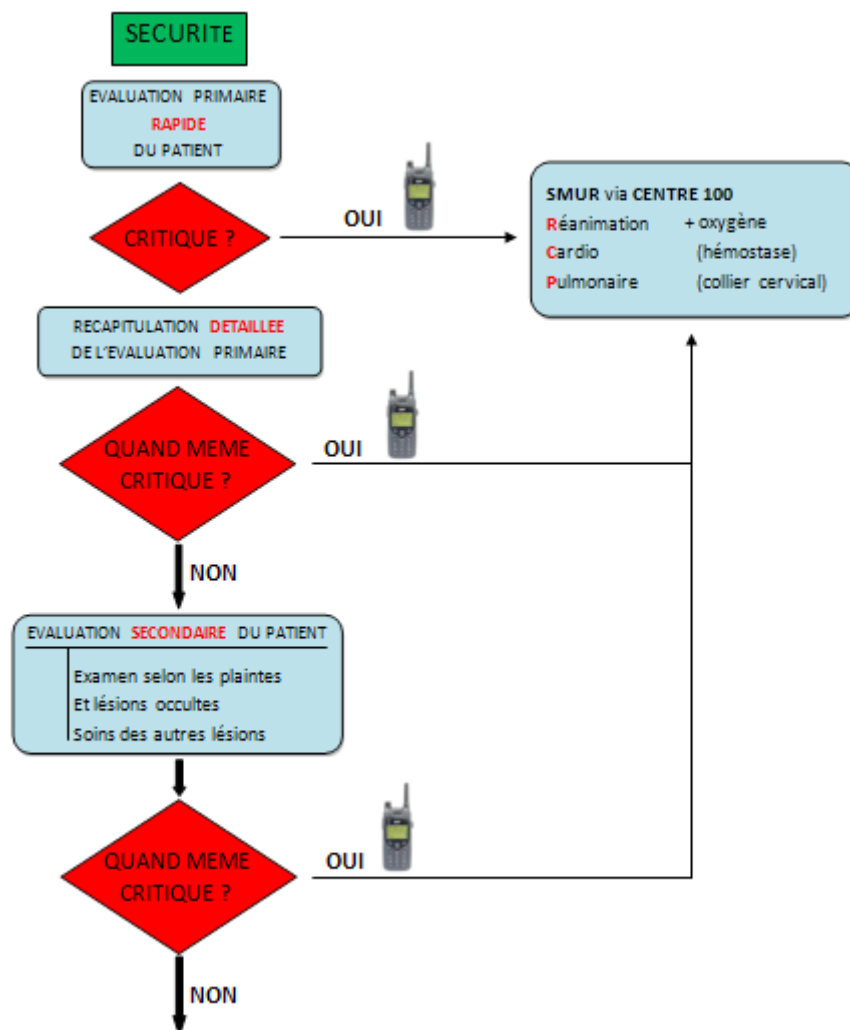 SECURITE
EVALUATION PRIMAIRE
RAPIDE
DU PATIENT
CRITIQUE ?
OUI
SMUR via CENTRE 100
Réanimation + oxygène
Cardio (hémostase)
Pulmonaire (collier cervical)
RECAPITULATION DETAILLEE
DE L'EVALUATION PRIMAIRE
QUAND MEME
CRITIQUE ?
OUI
NON
EVALUATION SECONDAIRE DU PATIENT
Examen selon les plaintes
Et lésions occultes
Soins des autres lésions
QUAND MEME
CRITIQUE ?
OUI
NON